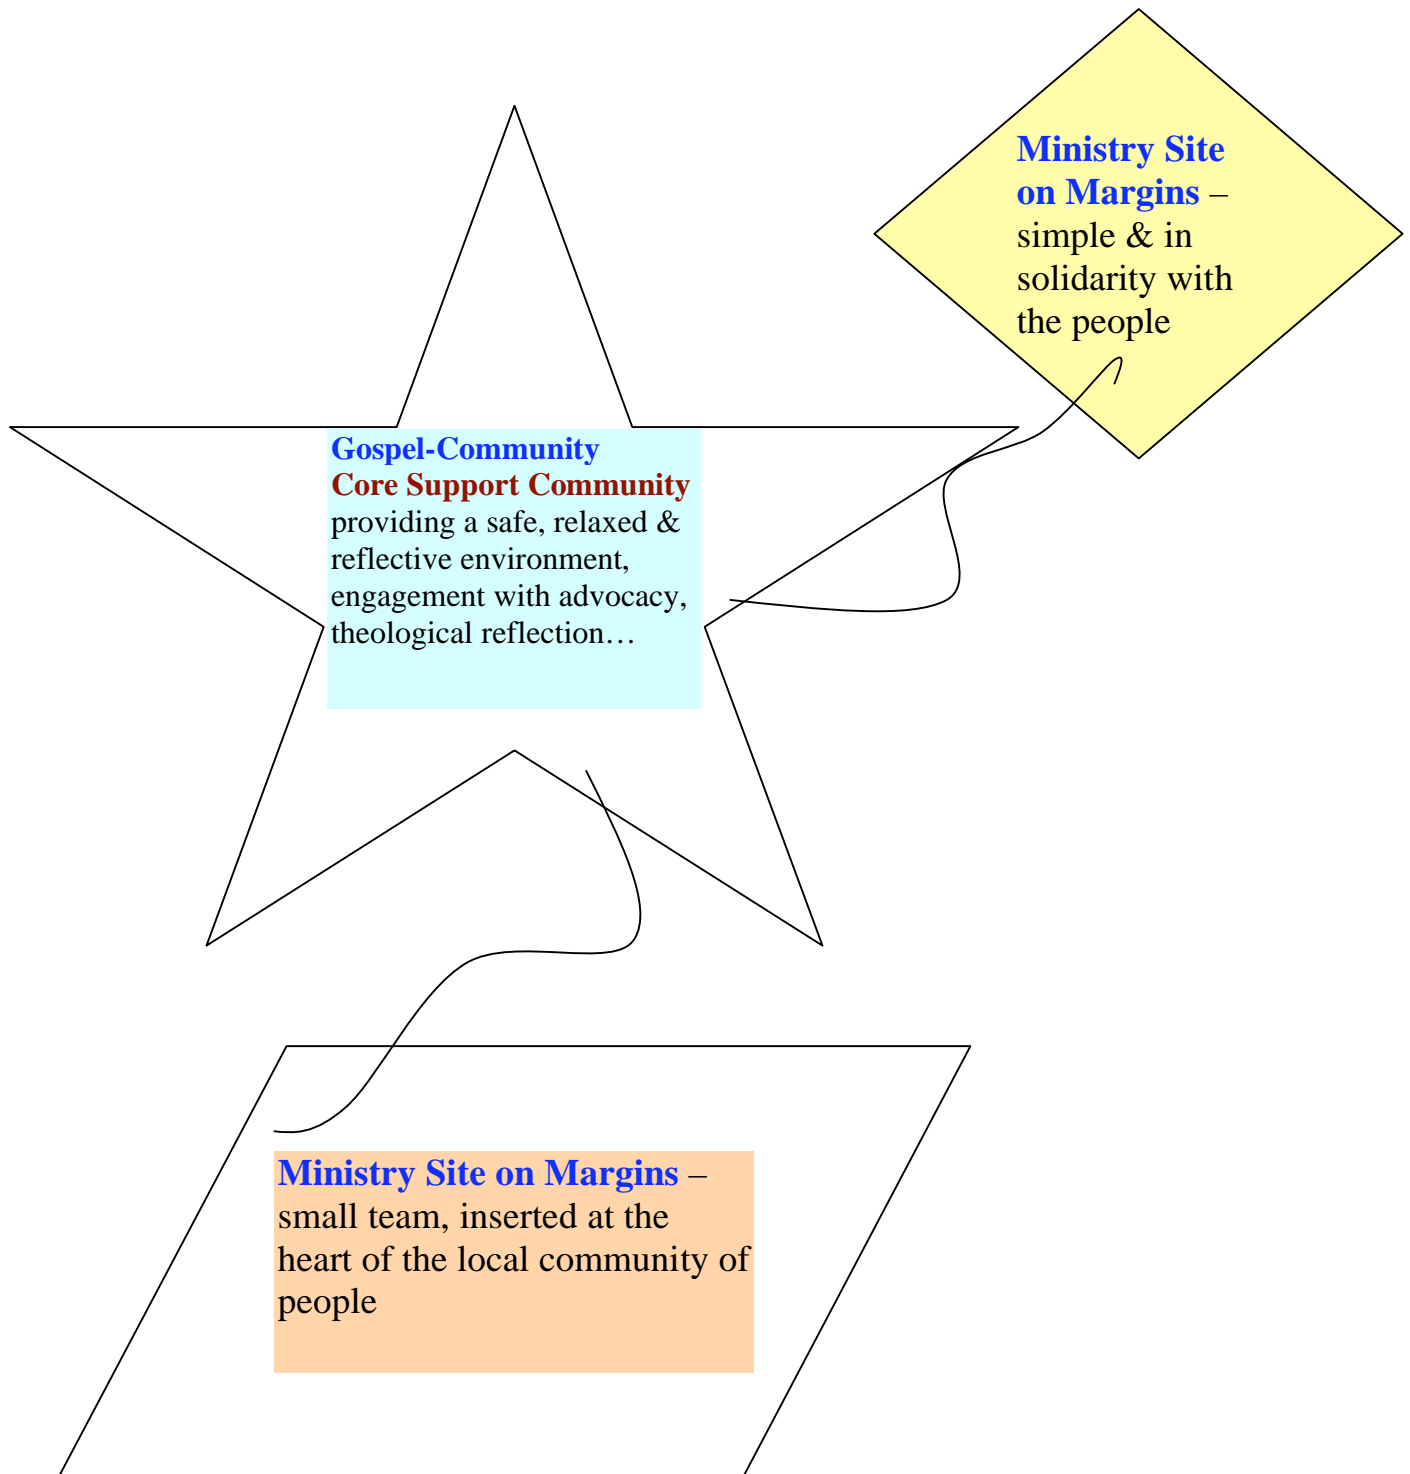 Ministry Site
on Margins –
simple & in
solidarity with
the people
Gospel-Community
Core Support Community
providing a safe, relaxed &
reflective environment,
engagement with advocacy,
theological reflection…
Ministry Site on Margins –
small team, inserted at the
heart of the local community of
people